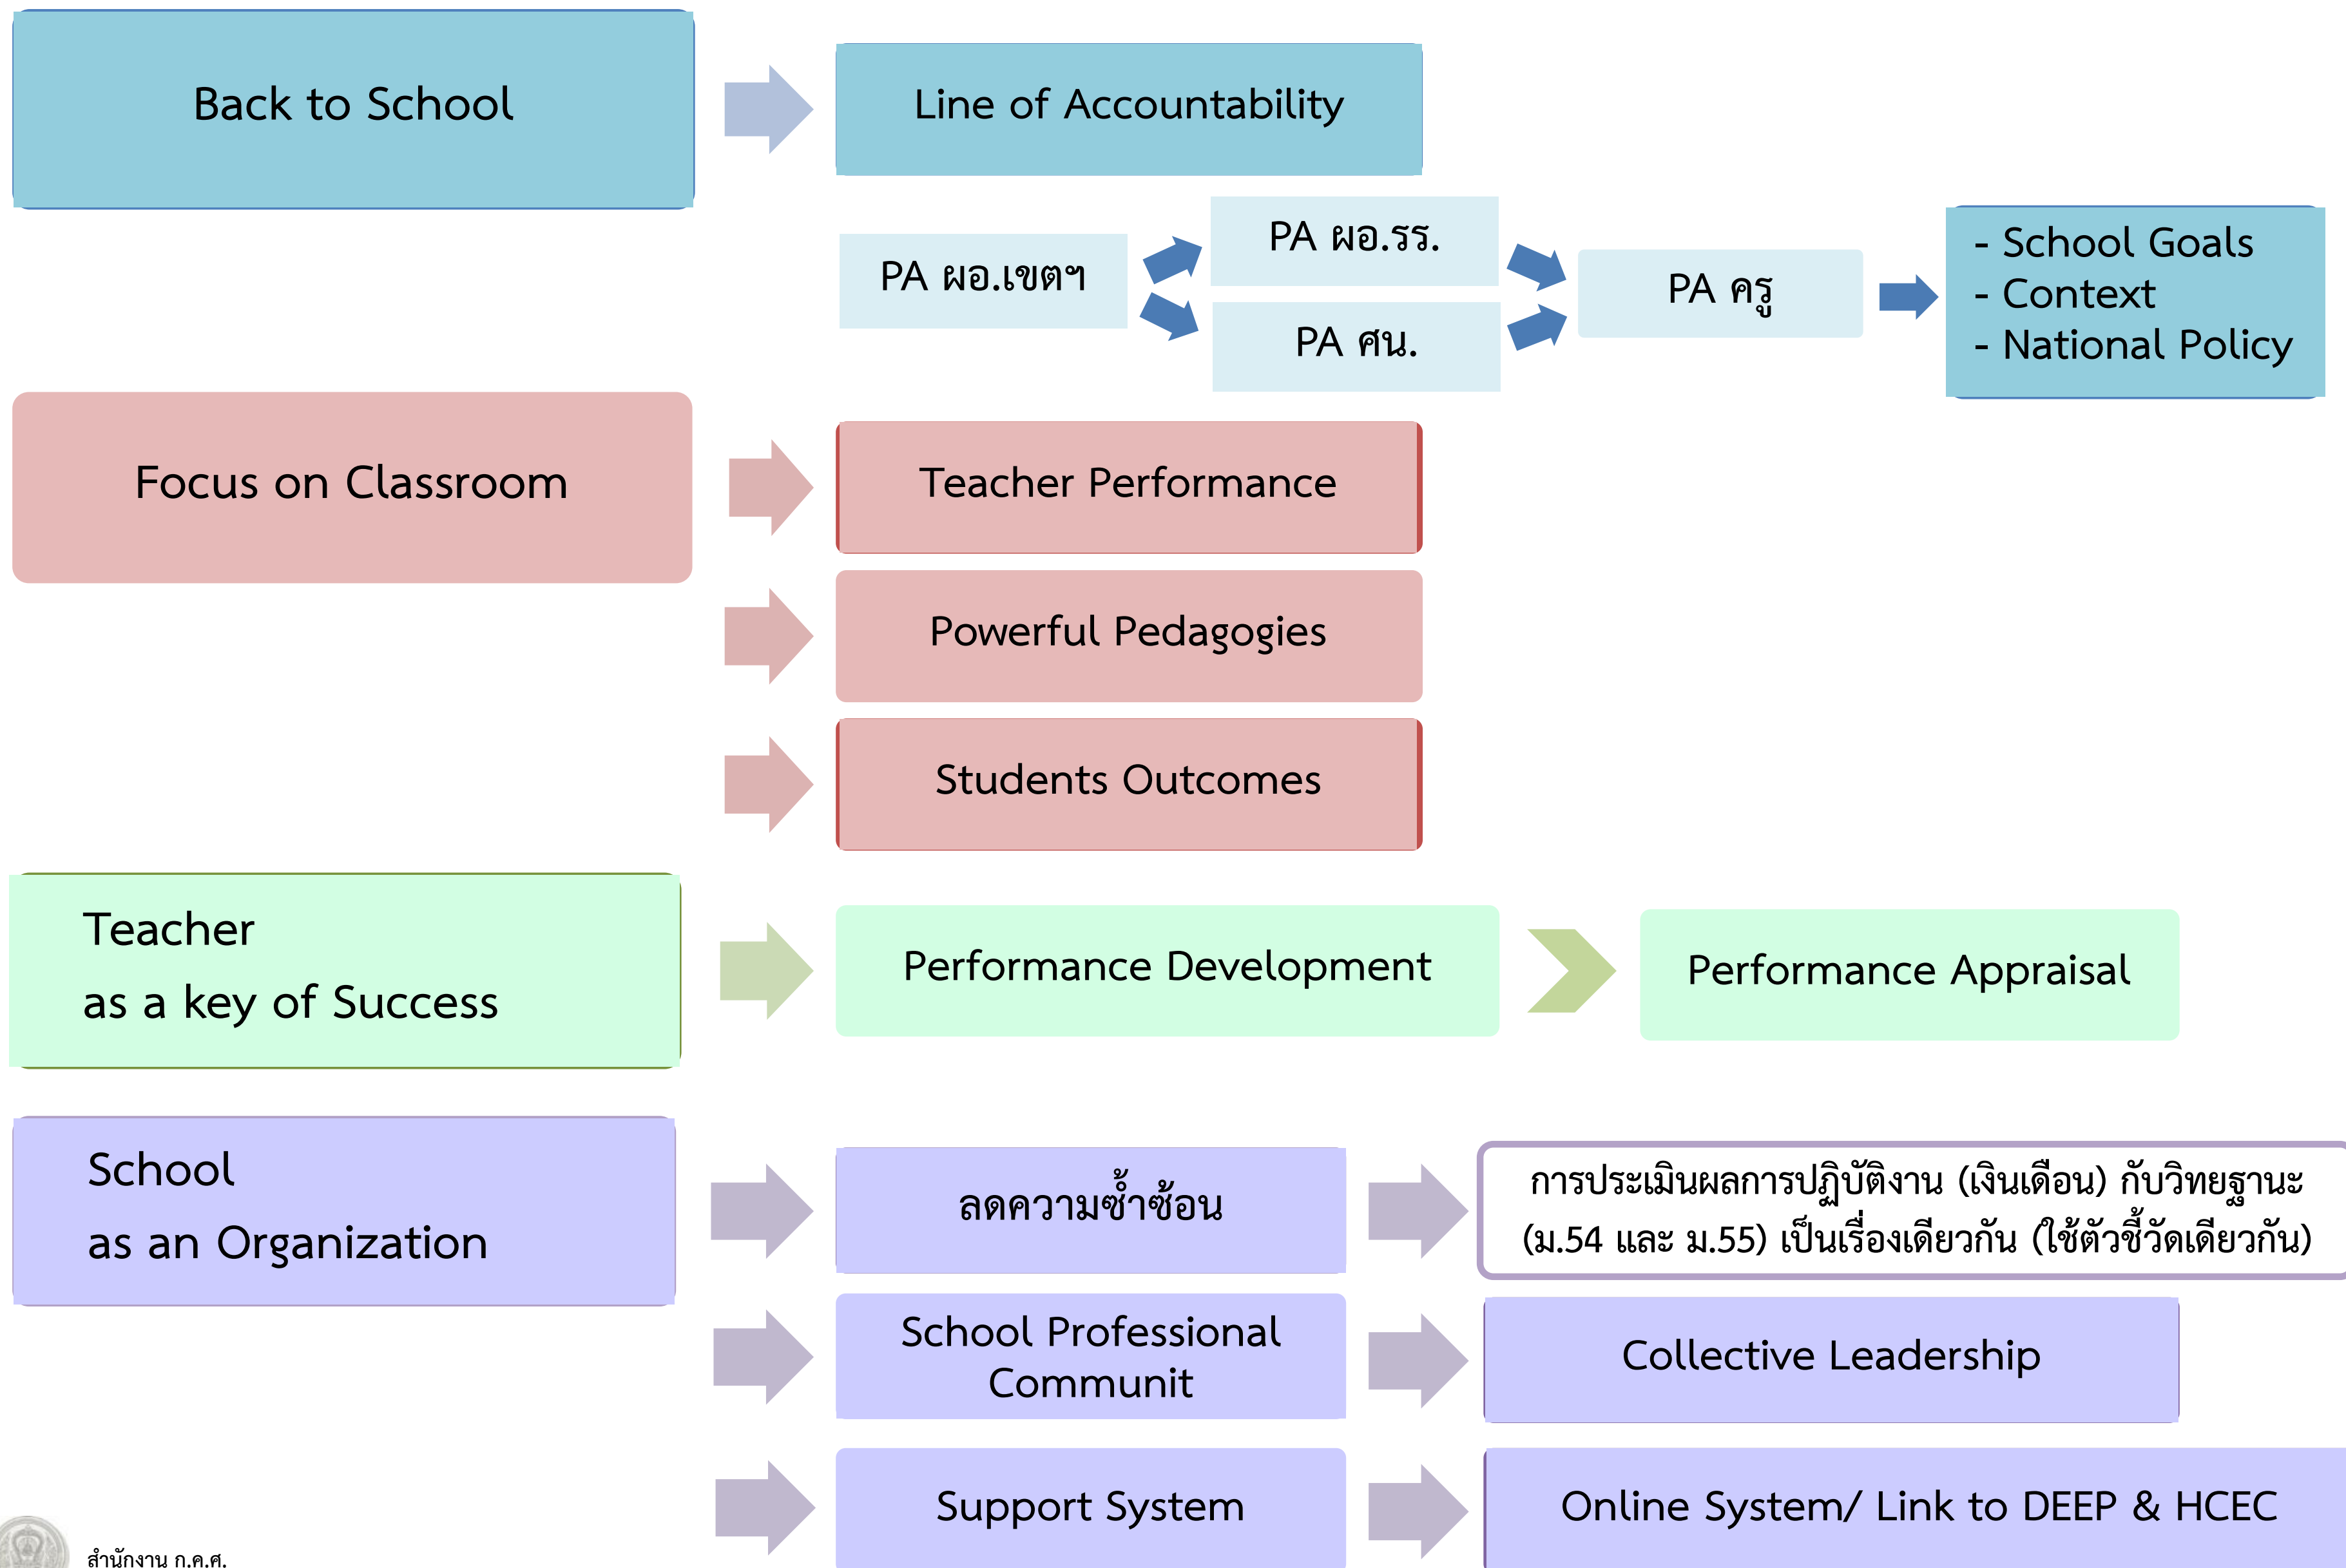 Back to School
Line of Accountability
PA ผอ.เขตฯ
PA ผอ.รร.
PA ศน.
PA ครู
- School Goals
- Context
- National Policy
Focus on Classroom
Teacher Performance
Powerful Pedagogies
Students Outcomes
Teacher
as a key of Success
Performance Development
Performance Appraisal
School
as an Organization
ลดความซ้ำซ้อน
การประเมินผลการปฏิบัติงาน (เงินเดือน) กับวิทยฐานะ
(ม.54 และ ม.55) เป็นเรื่องเดียวกัน (ใช้ตัวชี้วัดเดียวกัน)
School Professional
Communit
Collective Leadership
Support System
Online System/ Link to DEEP & HCEC
สำนักงาน ก.ค.ศ.